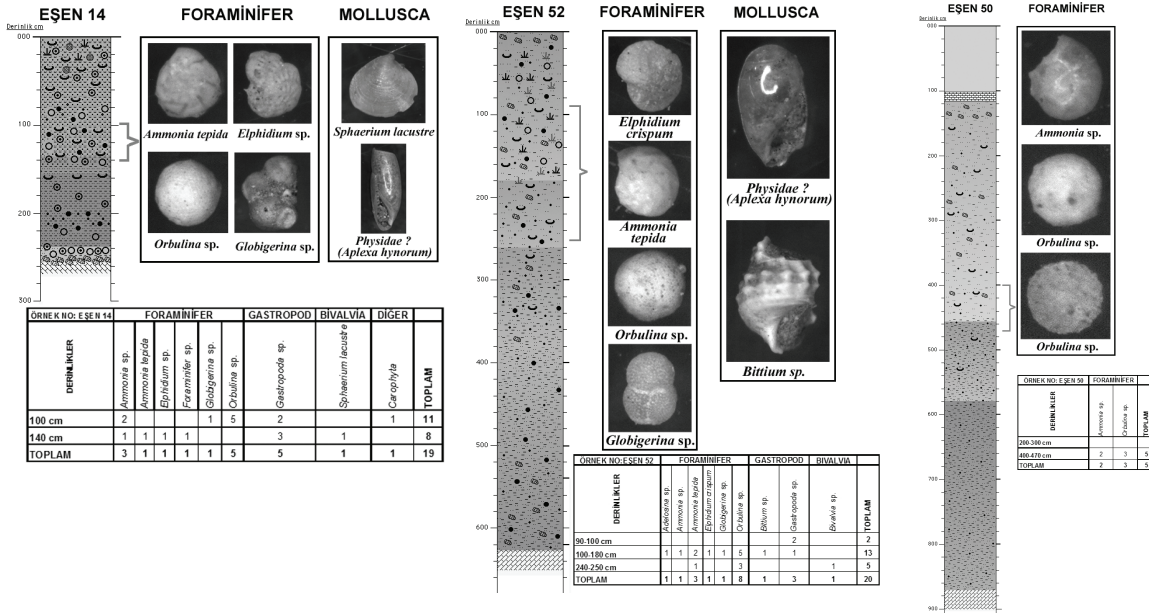 EŞEN 14
FORAMİNİFER
MOLLUSCA
Derinlik cm
000
100
200
300
Ammonia tepida
Elphidium sp.
Orbulina sp.
Globigerina sp.
Sphaerium lacustre
Physidae ?
(Aplexa hynorum)
ÖRNEK NO: EŞEN 14 FORAMİNİFER GASTROPOD BİVALVİA DİĞER
DERİNLİKLER Ammonia sp. Ammonia tepida Elphidium sp. Foraminifer sp. Globigerina sp. Orbulina sp. Gastropoda sp. Sphaerium lacustre Carophyta TOPLAM
100 cm 2 1 5 2 1 11
140 cm 1 1 1 1 3 1 8
TOPLAM 3 1 1 1 1 5 5 1 1 19
EŞEN 52
FORAMİNİFER
MOLLUSCA
Derinlik cm
000
100
200
300
400
500
600
Elphidium
crispum
Ammonia
tepida
Orbulina sp.
Globigerina sp.
Physidae ?
(Aplexa hynorum)
Bittium sp.
ÖRNEK NO:EŞEN 52 FORAMİNİFER GASTROPOD BIVALVIA
DERİNLİKLER Adelosina sp. Ammonia sp. Ammonia tepida Elphidium crispum Globigerina sp. Orbulina sp. Bittium sp. Gastropoda sp. Bivalvia sp. TOPLAM
90-100 cm 2 2
100-180 cm 1 1 2 1 1 5 1 1 13
240-250 cm 1 3 1 5
TOPLAM 1 1 3 1 1 8 1 3 1 20
EŞEN 50
FORAMİNİFER
Derinlik cm
000
100
200
300
400
500
600
700
800
900
Ammonia sp.
Orbulina sp.
Orbulina sp.
ÖRNEK NO: EŞEN 50 FORAMİNİFER
DERİNLİKLER Ammonia sp. Orbulina sp. TOPLAM
200-300 cm
400-470 cm 2 3 5
TOPLAM 2 3 5